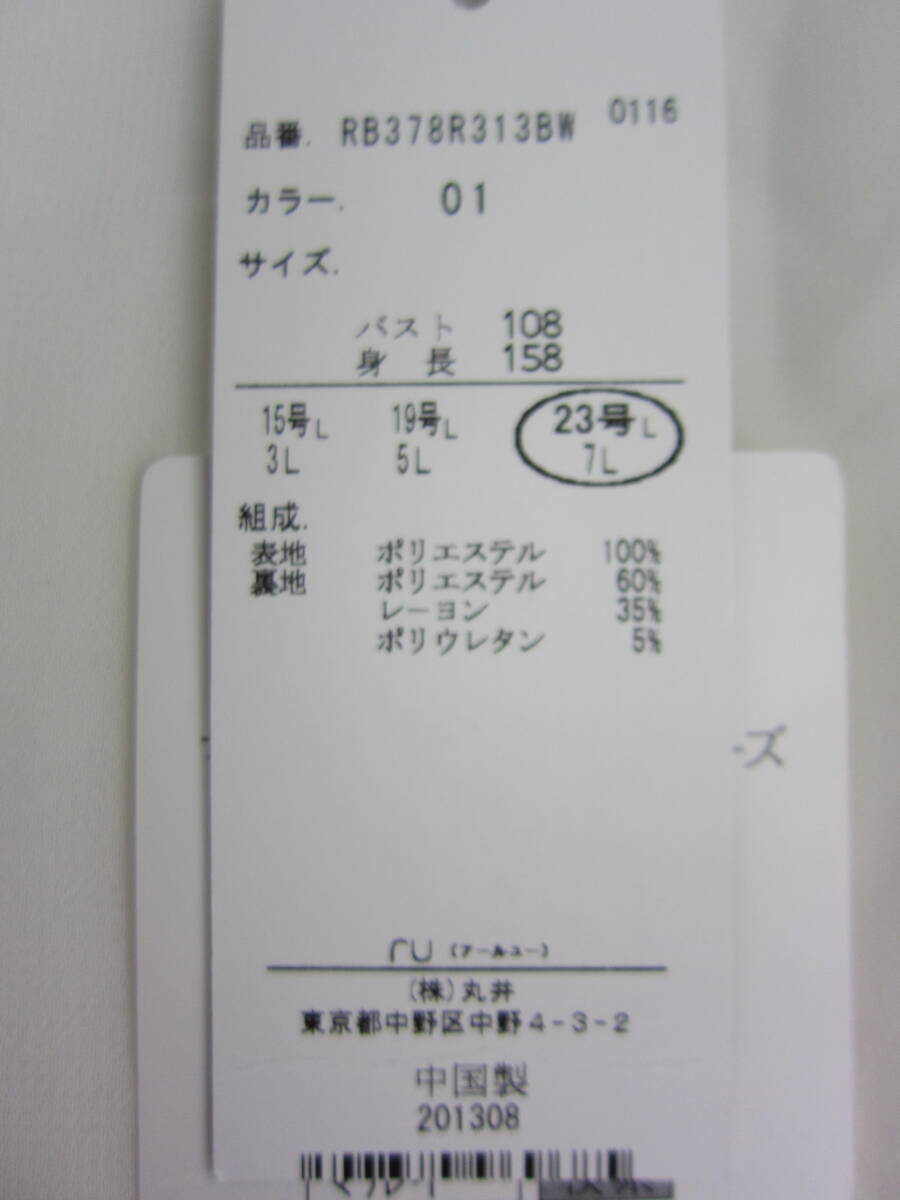 品番. RB378R313BW 0116
カラー. 01
サイズ.
バスト 108
身長 158
15号L 19号L 23号L
3L 5L 7L
組成.
表地 ポリエステル 100%
裏地 ポリエステル 60%
レーヨン 35%
ポリウレタン 5%
ーズ
ru (アールユー)
(株)丸井
東京都中野区中野4-3-2
中国製
201308